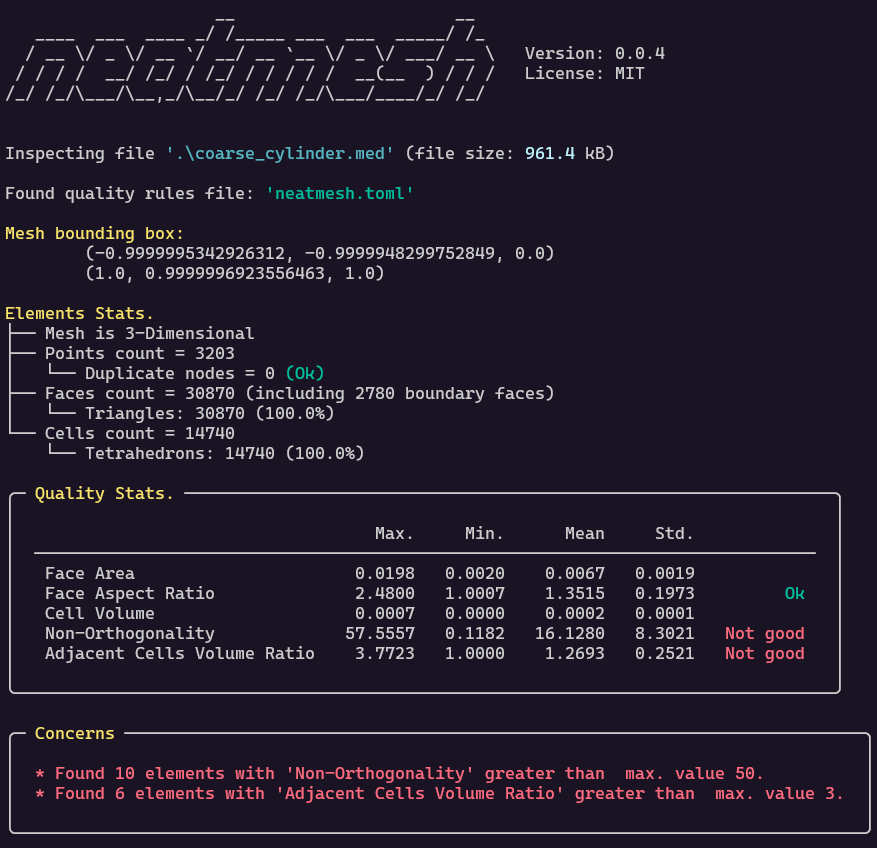 neatmesh
Version: 0.0.4
License: MIT
Inspecting file '.\coarse_cylinder.med' (file size: 961.4 kB)
Found quality rules file: 'neatmesh.toml'
Mesh bounding box:
(-0.9999995342926312, -0.9999948299752849, 0.0)
(1.0, 0.9999996923556463, 1.0)
Elements Stats.
Mesh is 3-Dimensional
Points count = 3203
Duplicate nodes = 0 (Ok)
Faces count = 30870 (including 2780 boundary faces)
Triangles: 30870 (100.0%)
Cells count = 14740
Tetrahedrons: 14740 (100.0%)
Quality Stats.
Max. Min. Mean Std.
Face Area 0.0198 0.0020 0.0067 0.0019
Face Aspect Ratio 2.4800 1.0007 1.3515 0.1973 Ok
Cell Volume 0.0007 0.0000 0.0002 0.0001
Non-Orthogonality 57.5557 0.1182 16.1280 8.3021 Not good
Adjacent Cells Volume Ratio 3.7723 1.0000 1.2693 0.2521 Not good
Concerns
* Found 10 elements with 'Non-Orthogonality' greater than  max. value 50.
* Found 6 elements with 'Adjacent Cells Volume Ratio' greater than  max. value 3.